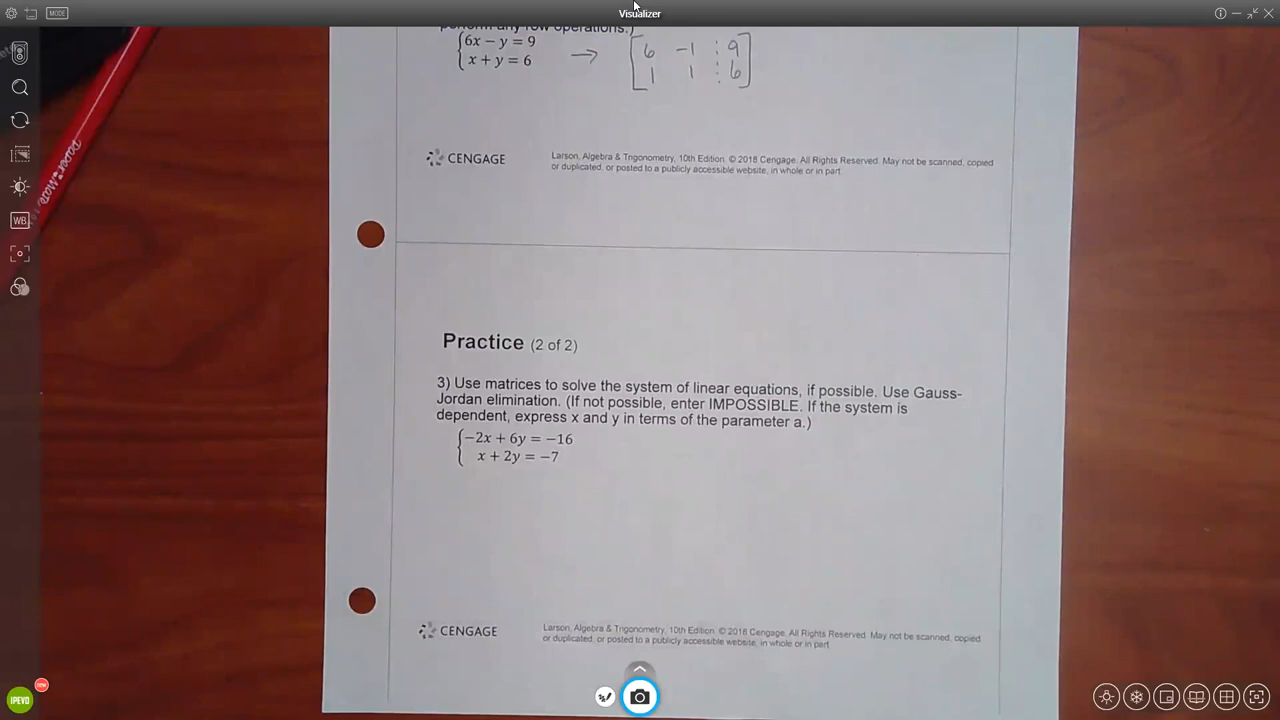 Visualizer
MODE
perform any row operations.)
6x − y = 9
x + y = 6
→ [ 6 −1 ⋮ 9
1 1 ⋮ 6 ]
CENGAGE
Larson, Algebra & Trigonometry, 10th Edition. © 2018 Cengage. All Rights Reserved. May not be scanned, copied
or duplicated, or posted to a publicly accessible website, in whole or in part.
WB
Practice (2 of 2)
3) Use matrices to solve the system of linear equations, if possible. Use Gauss-
Jordan elimination. (If not possible, enter IMPOSSIBLE. If the system is
dependent, express x and y in terms of the parameter a.)
−2x + 6y = −16
x + 2y = −7
CENGAGE
Larson, Algebra & Trigonometry, 10th Edition. © 2018 Cengage. All Rights Reserved. May not be scanned, copied
or duplicated, or posted to a publicly accessible website, in whole or in part.
IPEVO
new